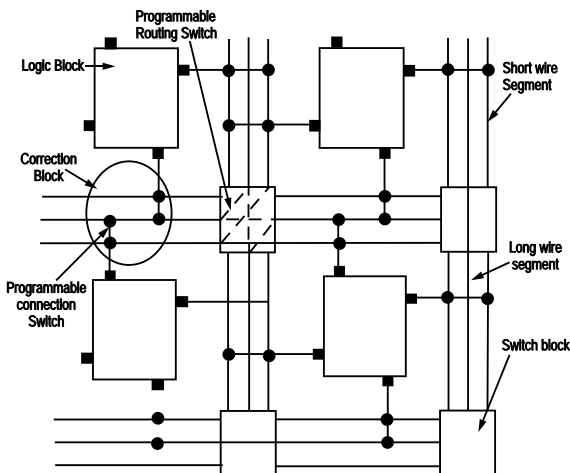 Programmable
Routing Switch
Logic Block
Short wire
Segment
Correction
Block
Long wire
segment
Programmable
connection
Switch
Switch block